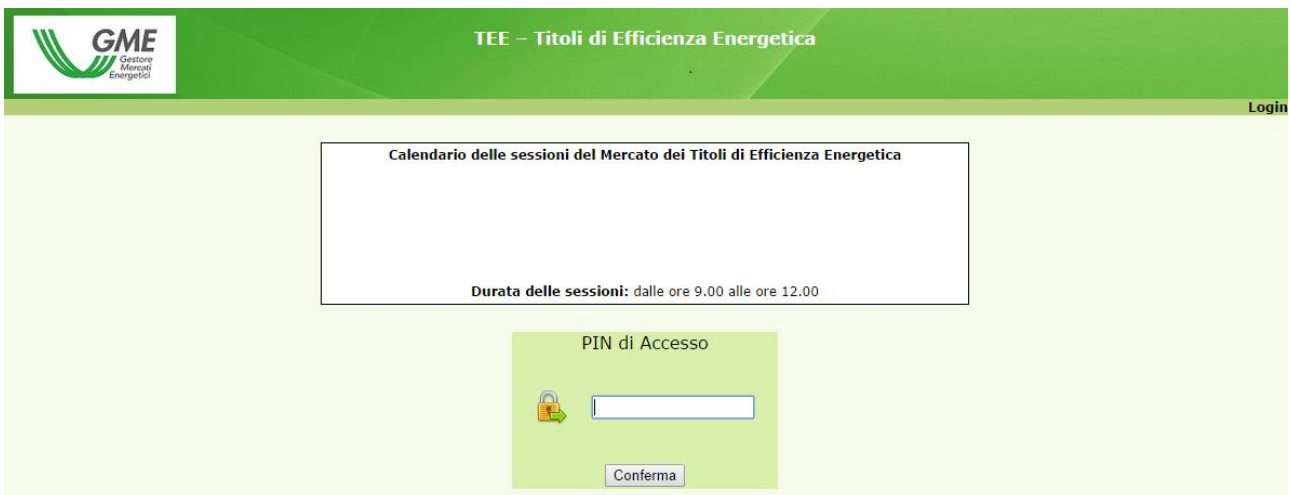 GME
Gestore
Mercati
Energetici
TEE – Titoli di Efficienza Energetica
.
Login
Calendario delle sessioni del Mercato dei Titoli di Efficienza Energetica
Durata delle sessioni: dalle ore 9.00 alle ore 12.00
PIN di Accesso
Conferma